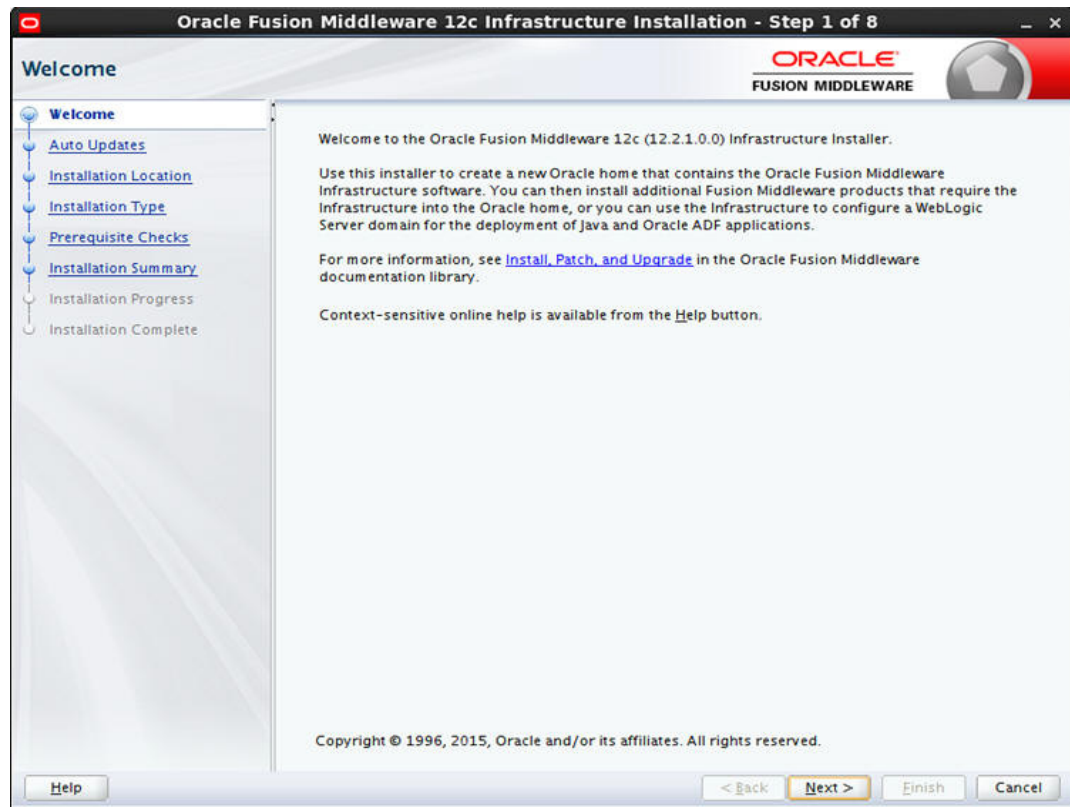 Oracle Fusion Middleware 12c Infrastructure Installation - Step 1 of 8
Welcome
ORACLE
FUSION MIDDLEWARE
Welcome
Auto Updates
Installation Location
Installation Type
Prerequisite Checks
Installation Summary
Installation Progress
Installation Complete
Welcome to the Oracle Fusion Middleware 12c (12.2.1.0.0) Infrastructure Installer.
Use this installer to create a new Oracle home that contains the Oracle Fusion Middleware
Infrastructure software. You can then install additional Fusion Middleware products that require the
Infrastructure into the Oracle home, or you can use the Infrastructure to configure a WebLogic
Server domain for the deployment of Java and Oracle ADF applications.
For more information, see Install, Patch, and Upgrade in the Oracle Fusion Middleware
documentation library.
Context-sensitive online help is available from the Help button.
Copyright © 1996, 2015, Oracle and/or its affiliates. All rights reserved.
Help
< Back
Next >
Finish
Cancel